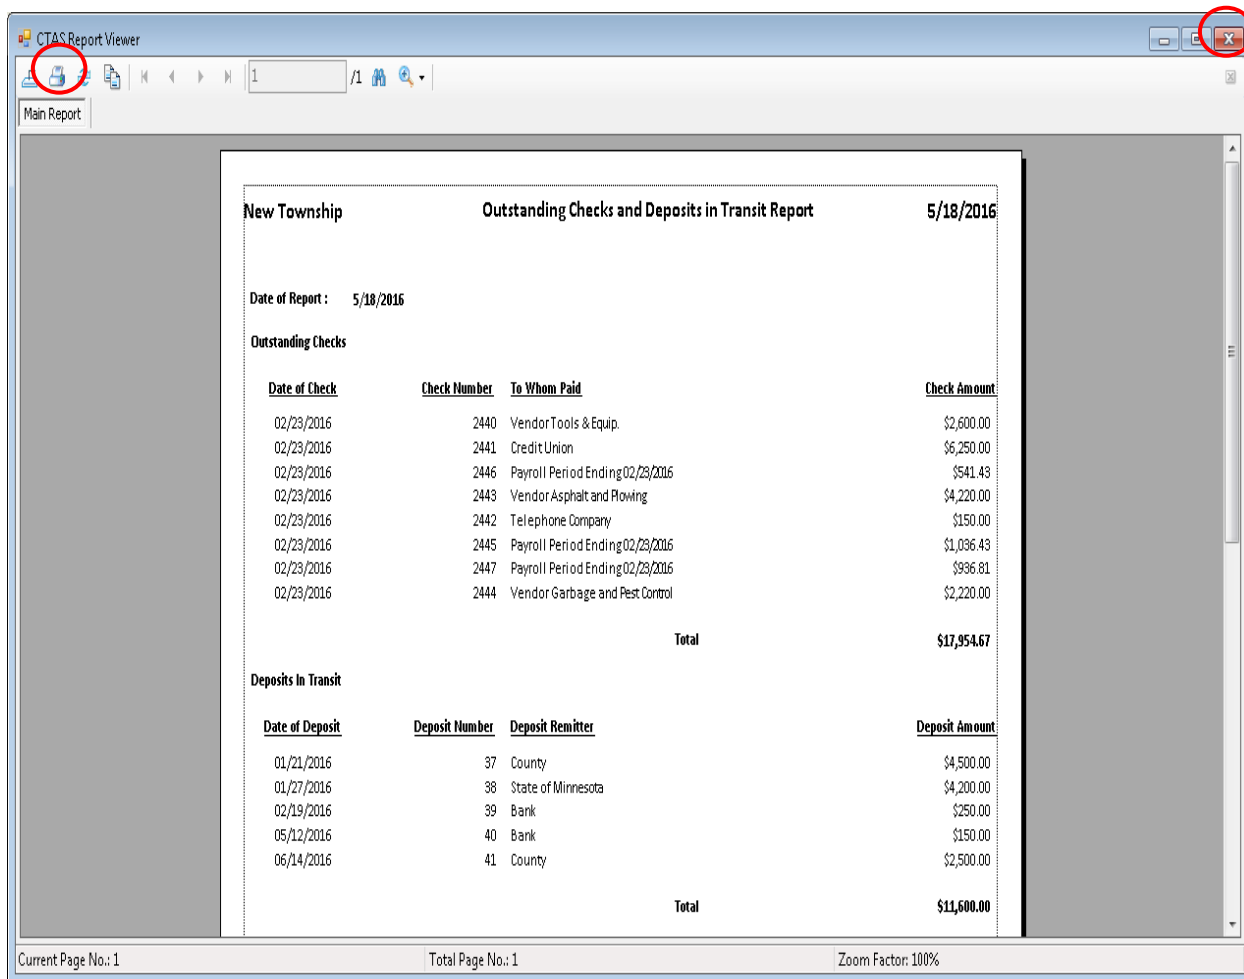 CTAS Report Viewer
1 /1
Main Report
New Township Outstanding Checks and Deposits in Transit Report 5/18/2016
Date of Report : 5/18/2016
Outstanding Checks
Date of Check Check Number To Whom Paid Check Amount
02/23/2016 2440 Vendor Tools & Equip. $2,600.00
02/23/2016 2441 Credit Union $6,250.00
02/23/2016 2446 Payroll Period Ending 02/23/2016 $541.43
02/23/2016 2443 Vendor Asphalt and Plowing $4,220.00
02/23/2016 2442 Telephone Company $150.00
02/23/2016 2445 Payroll Period Ending 02/23/2016 $1,036.43
02/23/2016 2447 Payroll Period Ending 02/23/2016 $936.81
02/23/2016 2444 Vendor Garbage and Pest Control $2,220.00
Total $17,954.67
Deposits In Transit
Date of Deposit Deposit Number Deposit Remitter Deposit Amount
01/21/2016 37 County $4,500.00
01/27/2016 38 State of Minnesota $4,200.00
02/19/2016 39 Bank $250.00
05/12/2016 40 Bank $150.00
06/14/2016 41 County $2,500.00
Total $11,600.00
Current Page No.: 1 Total Page No.: 1 Zoom Factor: 100%